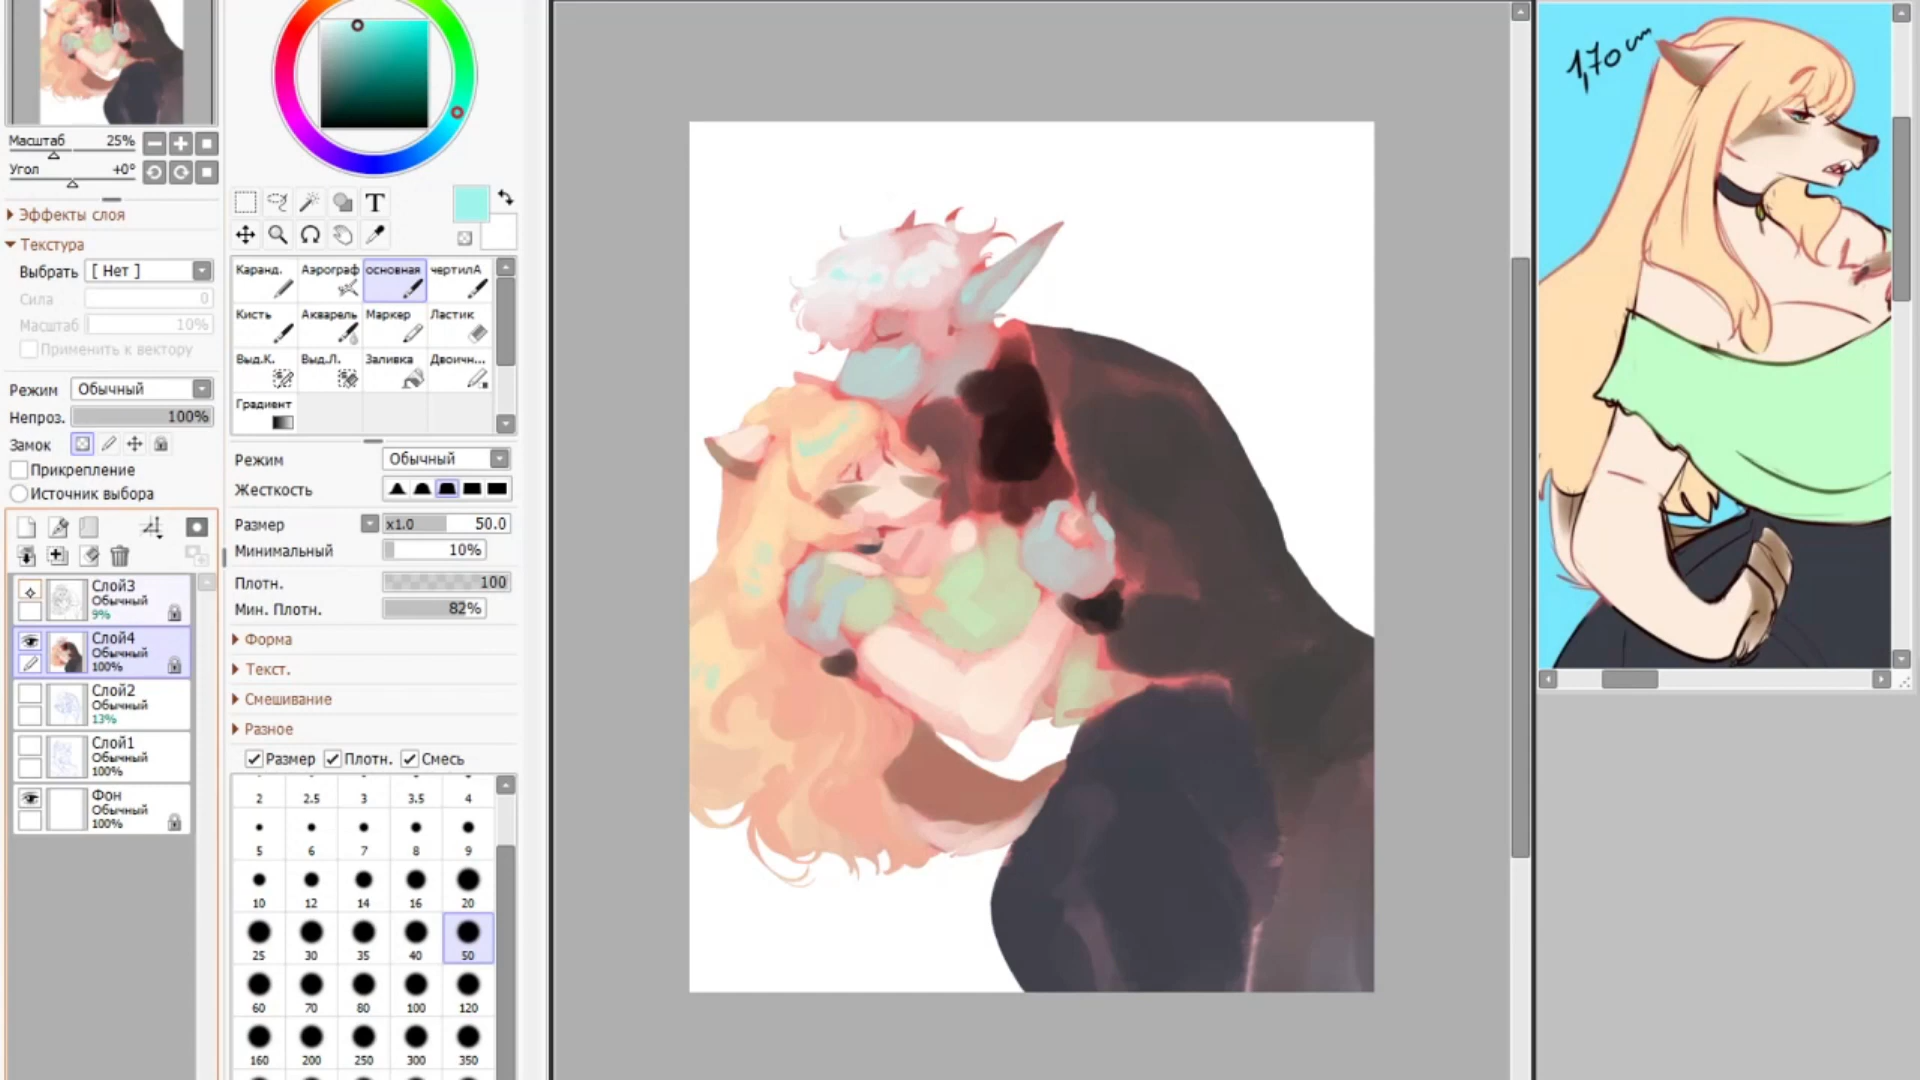 Масштаб 25%
Угол +0°
Эффекты слоя
Текстура
Выбрать [ Нет ]
Сила 0
Масштаб 10%
Применить к вектору
Режим Обычный
Непроз. 100%
Замок
Прикрепление
Источник выбора
Слой3
Обычный
9%
Слой4
Обычный
100%
Слой2
Обычный
13%
Слой1
Обычный
100%
Фон
Обычный
100%
T
Каранд. Аэрограф основная чертилА
Кисть Акварель Маркер Ластик
Выд.К. Выд.Л. Заливка Двоичн...
Градиент
Режим Обычный
Жесткость
Размер x1.0 50.0
Минимальный 10%
Плотн. 100
Мин. Плотн. 82%
Форма
Текст.
Смешивание
Разное
Размер Плотн. Смесь
2 2.5 3 3.5 4
5 6 7 8 9
10 12 14 16 20
25 30 35 40 50
60 70 80 100 120
160 200 250 300 350
1,70 cm